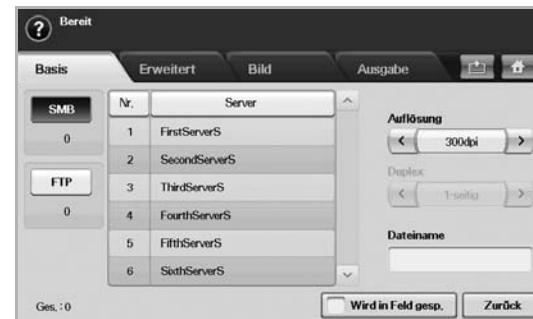 Bereit
Basis Erweitert Bild Ausgabe
SMB
0
FTP
0
Nr. Server
1 FirstServerS
2 SecondServerS
3 ThirdServerS
4 FourthServerS
5 FifthServerS
6 SixthServerS
Auflösung
300dpi
Duplex
1-seitig
Dateiname
Ges. : 0
Wird in Feld gesp. Zurück